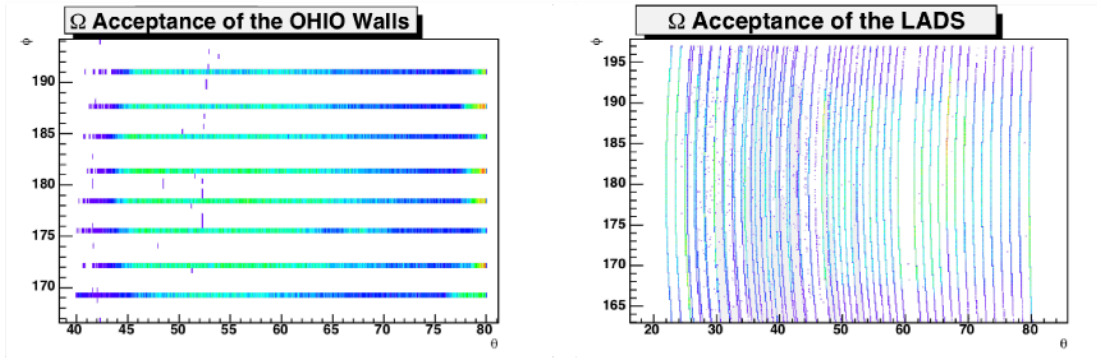 Ω Acceptance of the OHIO Walls
ϕ
190
185
180
175
170
40 45 50 55 60 65 70 75 80
θ
Ω Acceptance of the LADS
ϕ
195
190
185
180
175
170
165
20 30 40 50 60 70 80
θ